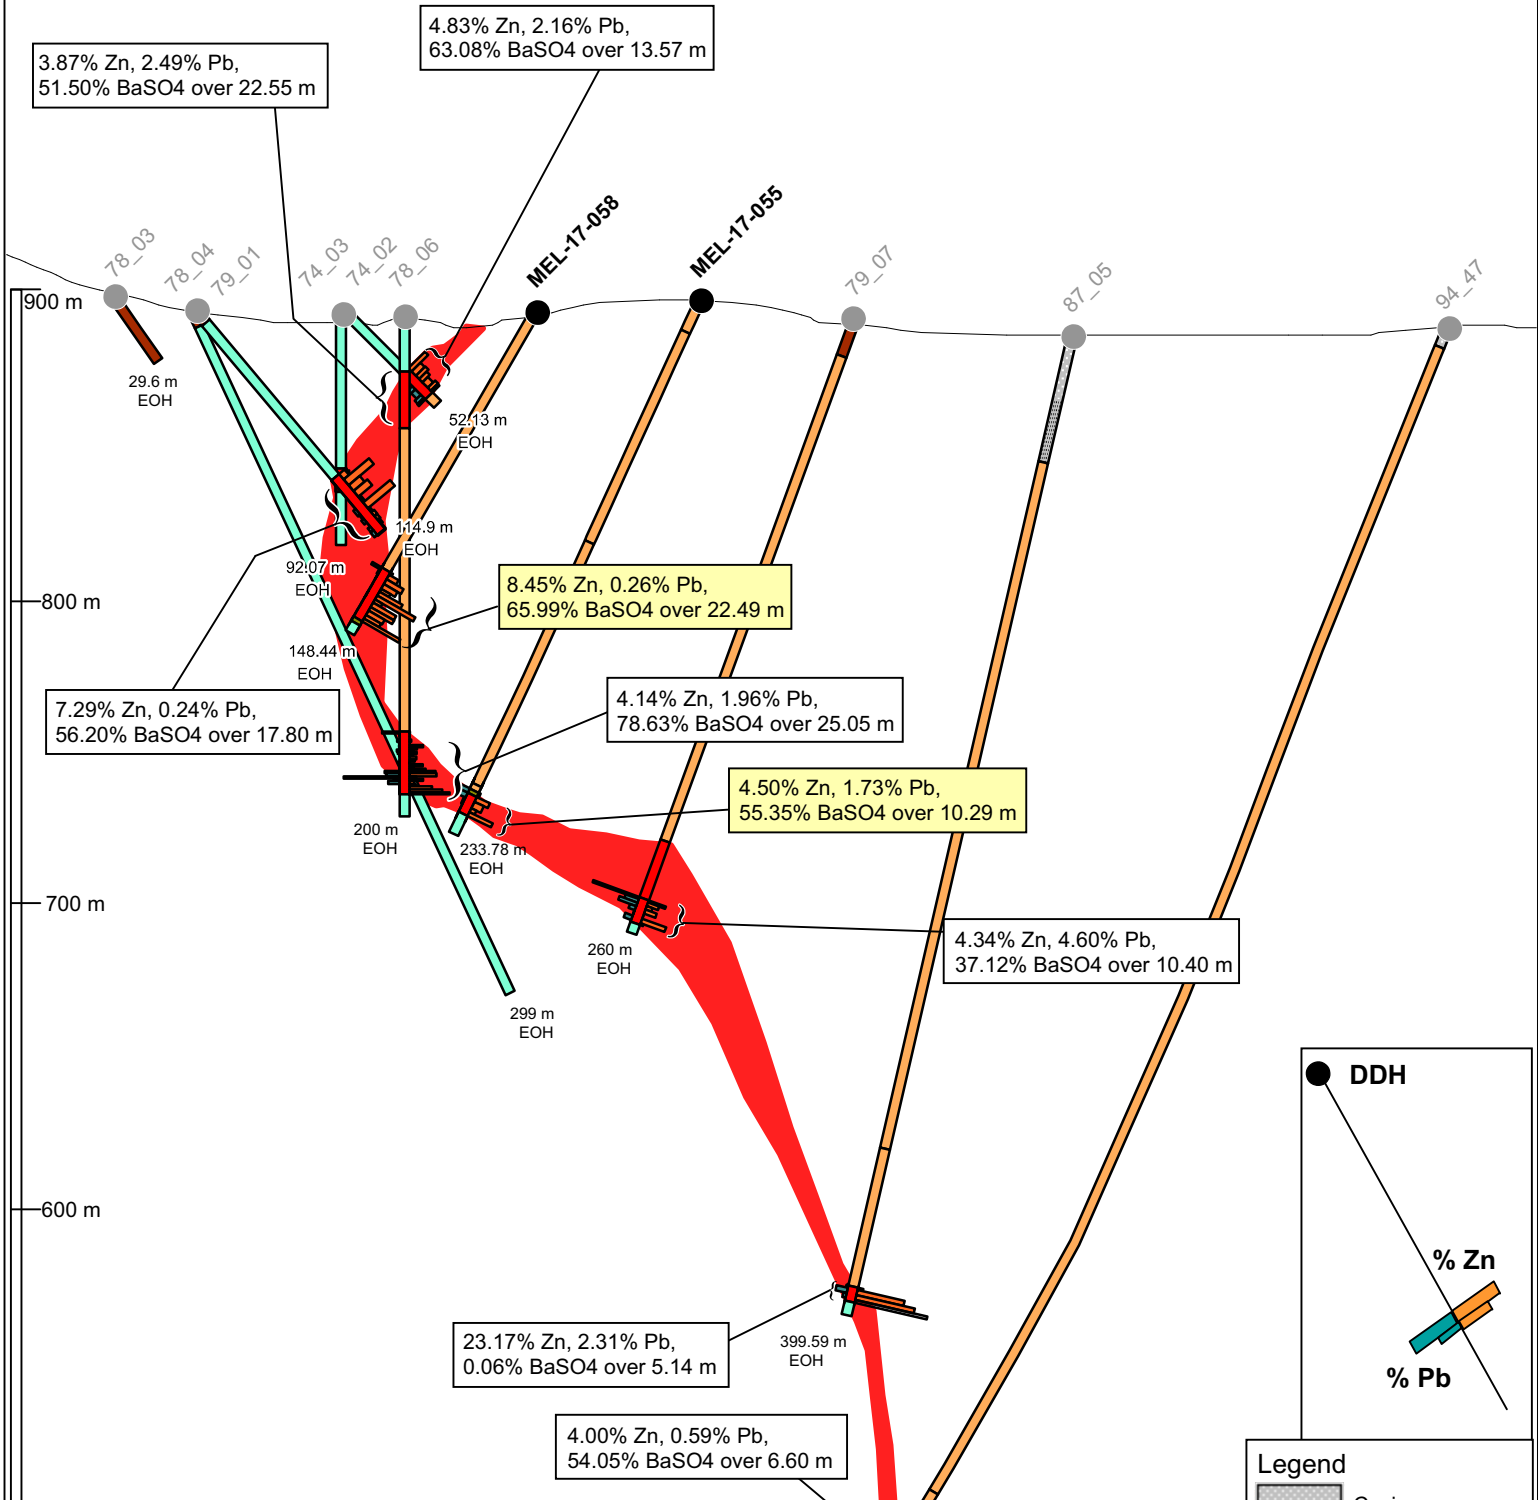 4.83% Zn, 2.16% Pb,
63.08% BaSO4 over 13.57 m
3.87% Zn, 2.49% Pb,
51.50% BaSO4 over 22.55 m
78_03
78_04
79_01
74_03
74_02
78_06
MEL-17-058
MEL-17-055
79_07
87_05
94_47
900 m
29.6 m
EOH
52.13 m
EOH
114.9 m
EOH
92.07 m
EOH
8.45% Zn, 0.26% Pb,
65.99% BaSO4 over 22.49 m
800 m
148.44 m
EOH
7.29% Zn, 0.24% Pb,
56.20% BaSO4 over 17.80 m
4.14% Zn, 1.96% Pb,
78.63% BaSO4 over 25.05 m
4.50% Zn, 1.73% Pb,
55.35% BaSO4 over 10.29 m
200 m
EOH
233.78 m
EOH
700 m
4.34% Zn, 4.60% Pb,
37.12% BaSO4 over 10.40 m
260 m
EOH
299 m
EOH
DDH
600 m
% Zn
% Pb
23.17% Zn, 2.31% Pb,
0.06% BaSO4 over 5.14 m
399.59 m
EOH
4.00% Zn, 0.59% Pb,
54.05% BaSO4 over 6.60 m
Legend